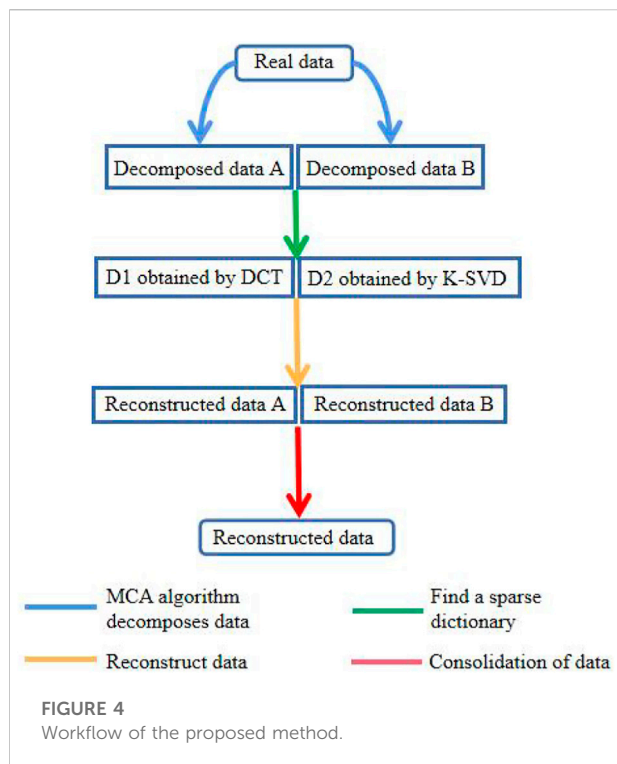 Real data
Decomposed data A
Decomposed data B
D1 obtained by DCT
D2 obtained by K-SVD
Reconstructed data A
Reconstructed data B
Reconstructed data
MCA algorithm
decomposes data
Find a sparse
dictionary
Reconstruct data
Consolidation of data
FIGURE 4
Workflow of the proposed method.